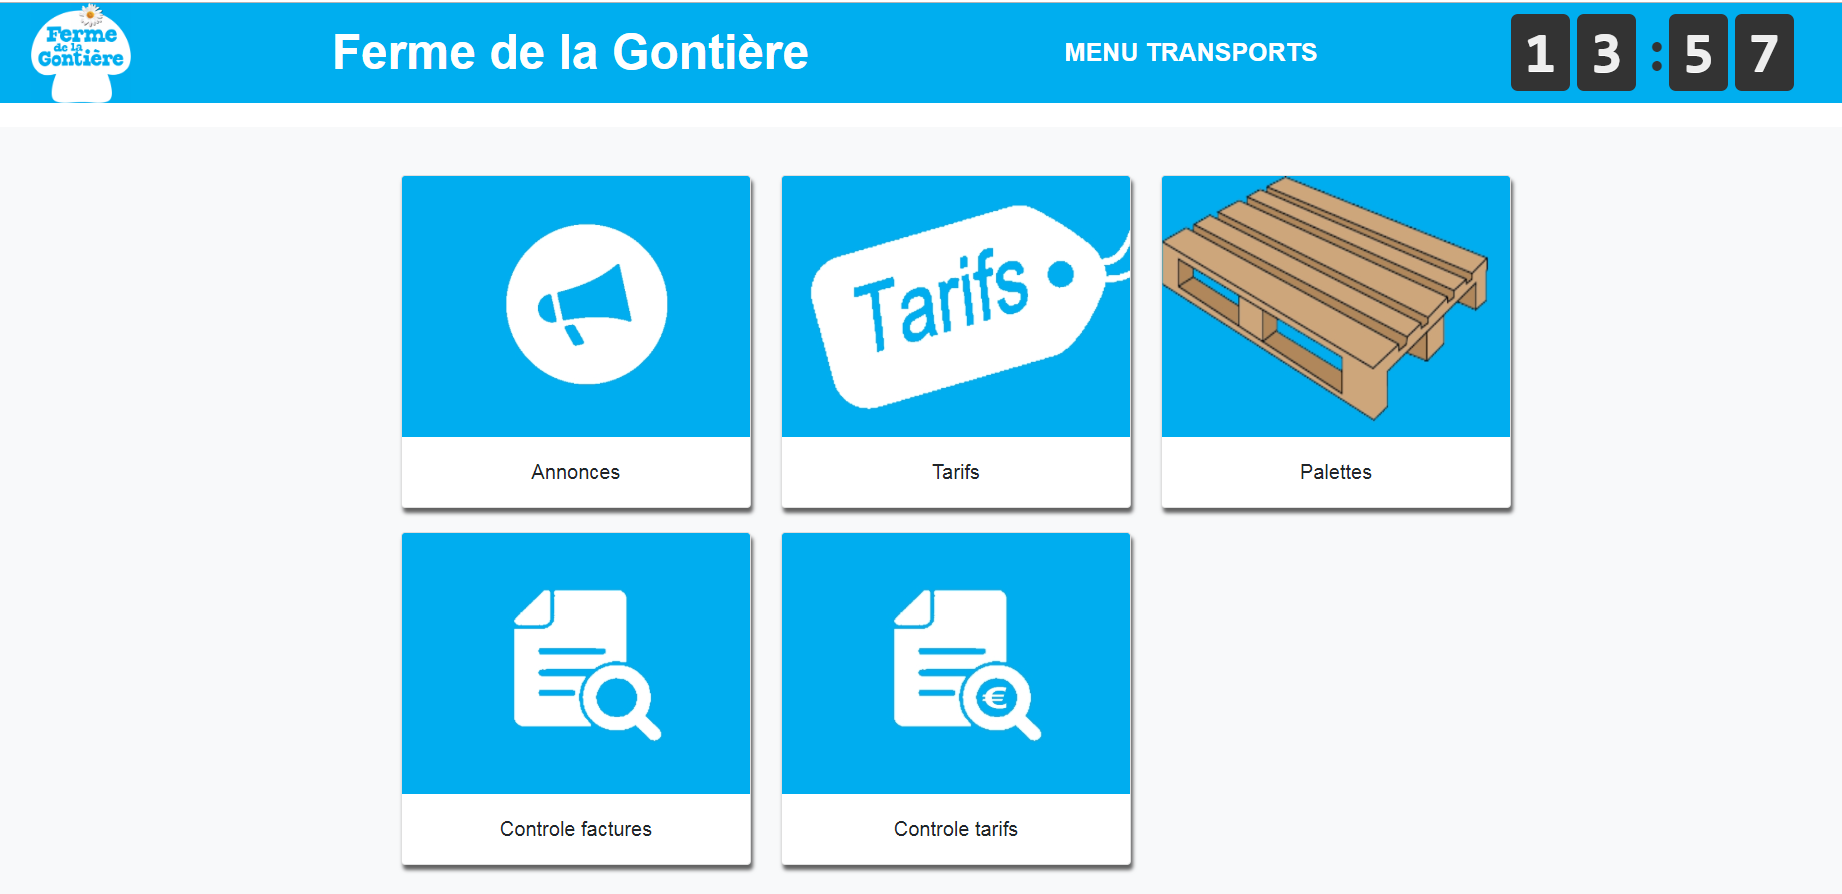 Ferme
de la
Gontière
Ferme de la Gontière
MENU TRANSPORTS
13:57
Tarifs
Annonces
Tarifs
Palettes
€
Controle factures
Controle tarifs